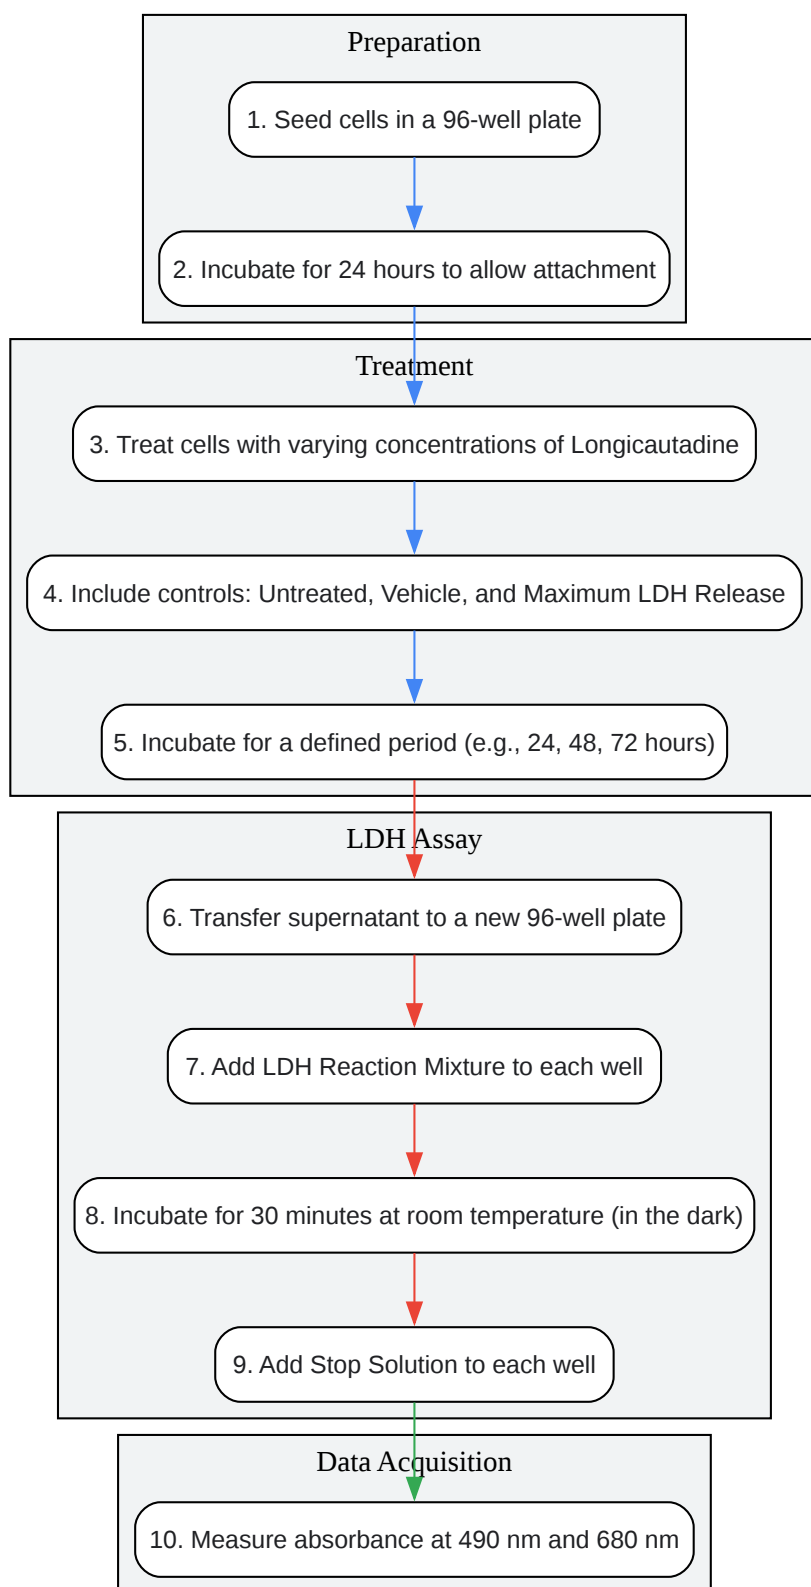 Preparation
1. Seed cells in a 96-well plate
2. Incubate for 24 hours to allow attachment
Treatment
3. Treat cells with varying concentrations of Longicautadine
4. Include controls: Untreated, Vehicle, and Maximum LDH Release
5. Incubate for a defined period (e.g., 24, 48, 72 hours)
LDH Assay
6. Transfer supernatant to a new 96-well plate
7. Add LDH Reaction Mixture to each well
8. Incubate for 30 minutes at room temperature (in the dark)
9. Add Stop Solution to each well
Data Acquisition
10. Measure absorbance at 490 nm and 680 nm